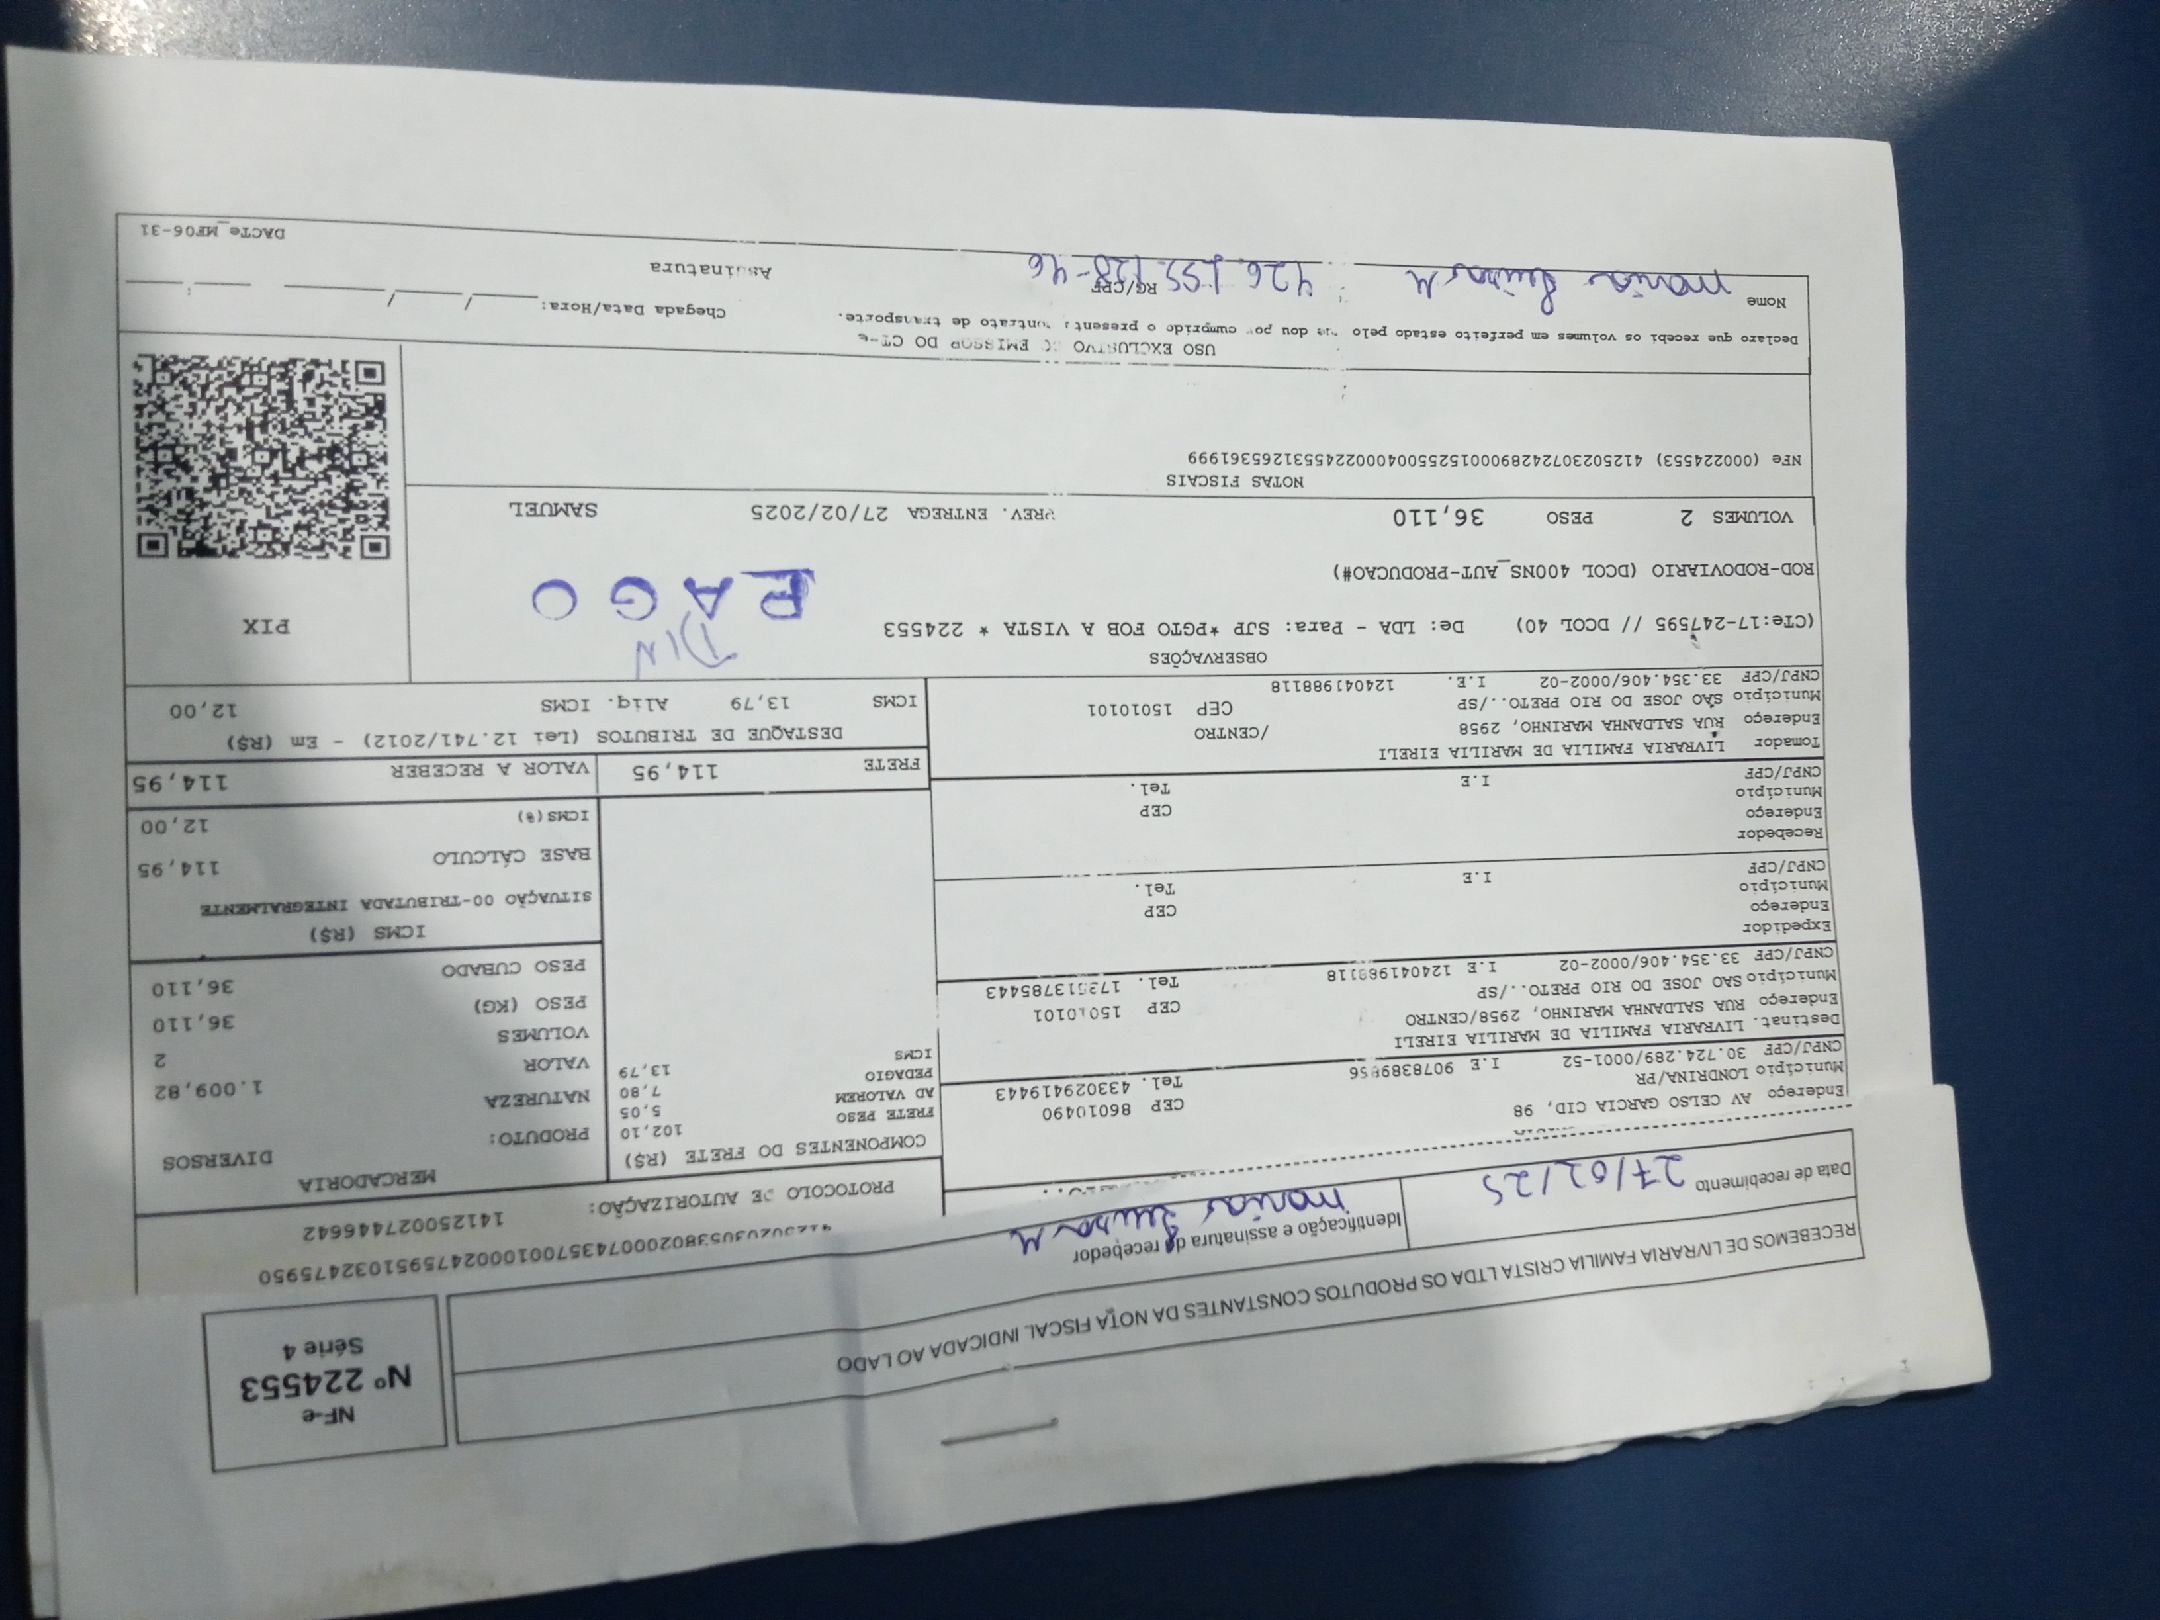 NF-e
Nº 224553
Série 4
RECEBEMOS DE LIVRARIA FAMILIA CRISTA LTDA OS PRODUTOS CONSTANTES DA NOTA FISCAL INDICADA AO LADO
Data de recebimento 27/02/25
Identificação e assinatura do recebedor
maria
PROTOCOLO DE AUTORIZAÇÃO: 141250027446642
Endereço AV CELSO GARCIA CID, 98
CEP 86010490
Município LONDRINA/PR
Tel. 433029419443
CNPJ/CPF 30.724.289/0001-52 I.E
Destinat. LIVRARIA FAMILIA DE MARILIA EIRELI
Endereço RUA SALDANHA MARINHO, 2958/CENTRO
CEP 15010101
Município SAO JOSE DO RIO PRETO../SP
Tel.
CNPJ/CPF 33.354.406/0002-02 I.E
Expedidor
Endereço
CEP
Município
Tel.
CNPJ/CPF I.E
Recebedor
Endereço
CEP
Município
Tel.
CNPJ/CPF I.E
Tomador LIVRARIA FAMILIA DE MARILIA EIRELI
Endereço RUA SALDANHA MARINHO, 2958 /CENTRO
Município SAO JOSE DO RIO PRETO../SP CEP 15010101
CNPJ/CPF 33.354.406/0002-02 I.E. 124041988118
COMPONENTES DO FRETE (R$)
FRETE PESO 102,10
AD VALOREM 5,05
PEDAGIO 7,80
ICMS 13,79
MERCADORIA
PRODUTO: DIVERSOS
NATUREZA
VALOR 1.009,82
VOLUMES 2
PESO (KG) 36,110
PESO CUBADO 36,110
ICMS (R$)
SITUAÇÃO 00-TRIBUTADA INTEGRALMENTE
BASE CÁLCULO 114,95
ICMS(%) 12,00
FRETE 114,95
VALOR A RECEBER 114,95
DESTAQUE DE TRIBUTOS (Lei 12.741/2012) - Em (R$)
ICMS 13,79 Aliq. ICMS 12,00
OBSERVAÇÕES
(CTe:17-247595 // DCOL 40) De: LDA - Para: SJP *PGTO FOB A VISTA * 224553
DIN
PAGO
PIX
ROD-RODOVIARIO (DCOL 400NS_AUT-PRODUCAO#)
VOLUMES 2 PESO 36,110 PREV. ENTREGA 27/02/2025 SAMUEL
NOTAS FISCAIS
NFe (000224553) 41250230724289000152550040002245531265361999
USO EXCLUSIVO DO EMISSOR DO CT-e
Declaro que recebi os volumes em perfeito estado pelo que dou por cumprido o presente contrato de transporte.
Chegada Data/Hora: / / :
Nome maria
RG/CPF
Assinatura
DACTe_MF06-31